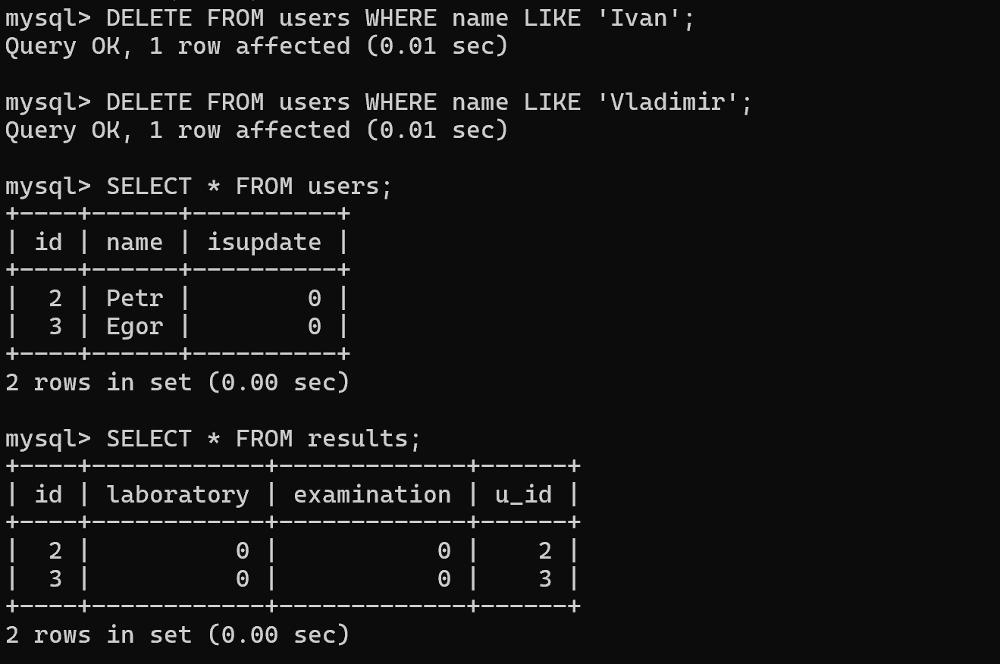 mysql> DELETE FROM users WHERE name LIKE 'Ivan';
Query OK, 1 row affected (0.01 sec)

mysql> DELETE FROM users WHERE name LIKE 'Vladimir';
Query OK, 1 row affected (0.01 sec)

mysql> SELECT * FROM users;
+----+------+----------+
| id | name | isupdate |
+----+------+----------+
|  2 | Petr |        0 |
|  3 | Egor |        0 |
+----+------+----------+
2 rows in set (0.00 sec)

mysql> SELECT * FROM results;
+----+------------+-------------+------+
| id | laboratory | examination | u_id |
+----+------------+-------------+------+
|  2 |          0 |           0 |    2 |
|  3 |          0 |           0 |    3 |
+----+------------+-------------+------+
2 rows in set (0.00 sec)